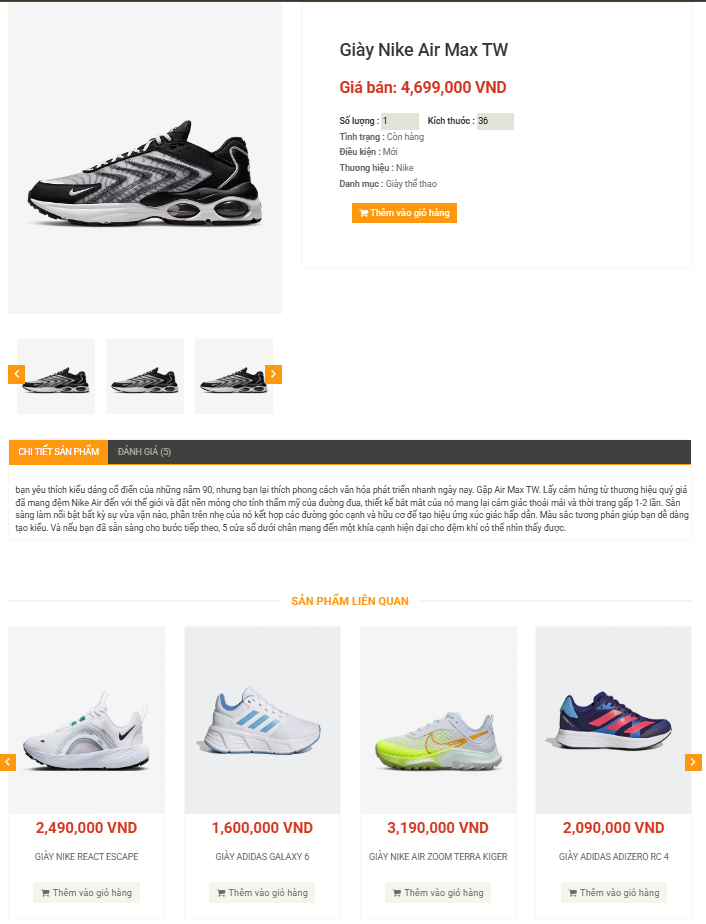 Giày Nike Air Max TW
Giá bán: 4,699,000 VND
Số lượng : 1 Kích thước : 36
Tình trạng : Còn hàng
Điều kiện : Mới
Thương hiệu : Nike
Danh mục : Giày thể thao
Thêm vào giỏ hàng
CHI TIẾT SẢN PHẨM ĐÁNH GIÁ (5)
bạn yêu thích kiểu dáng cổ điển của những năm 90, nhưng bạn lại thích phong cách văn hóa phát triển nhanh ngày nay. Gặp Air Max TW. Lấy cảm hứng từ thương hiệu quý giá
đã mang đệm Nike Air đến với thế giới và đặt nền móng cho tính thẩm mỹ của đường đua, thiết kế bắt mắt của nó mang lại cảm giác thoải mái và thời trang gấp 1-2 lần. Sẵn
sàng làm nổi bật bất kỳ sự vừa vặn nào, phần trên nhẹ của nó kết hợp các đường góc cạnh và hữu cơ để tạo hiệu ứng xúc giác hấp dẫn. Màu sắc tương phản giúp bạn dễ dàng
tạo kiểu. Và nếu bạn đã sẵn sàng cho bước tiếp theo, 5 cửa sổ dưới chân mang đến một khía cạnh hiện đại cho đệm khí có thể nhìn thấy được.
SẢN PHẨM LIÊN QUAN
2,490,000 VND 1,600,000 VND 3,190,000 VND 2,090,000 VND
GIÀY NIKE REACT ESCAPE GIÀY ADIDAS GALAXY 6 GIÀY NIKE AIR ZOOM TERRA KIGER GIÀY ADIDAS ADIZERO RC 4
Thêm vào giỏ hàng Thêm vào giỏ hàng Thêm vào giỏ hàng Thêm vào giỏ hàng